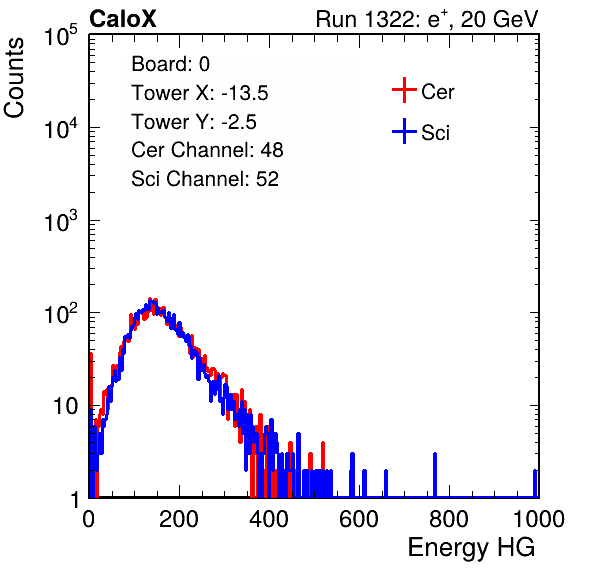 CaloX Run 1322: e⁺, 20 GeV
Board: 0
Tower X: -13.5
Tower Y: -2.5
Cer Channel: 48
Sci Channel: 52
Cer
Sci
Counts
10⁵
10⁴
10³
10²
10
1
0 200 400 600 800 1000
Energy HG